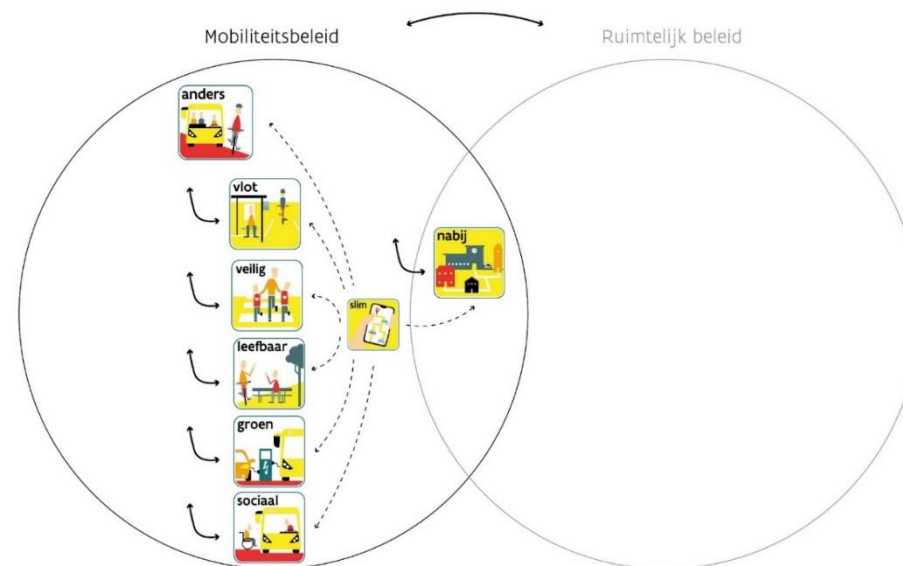 Mobiliteitsbeleid
Ruimtelijk beleid
anders
vlot
nabij
veilig
slim
leefbaar
groen
sociaal